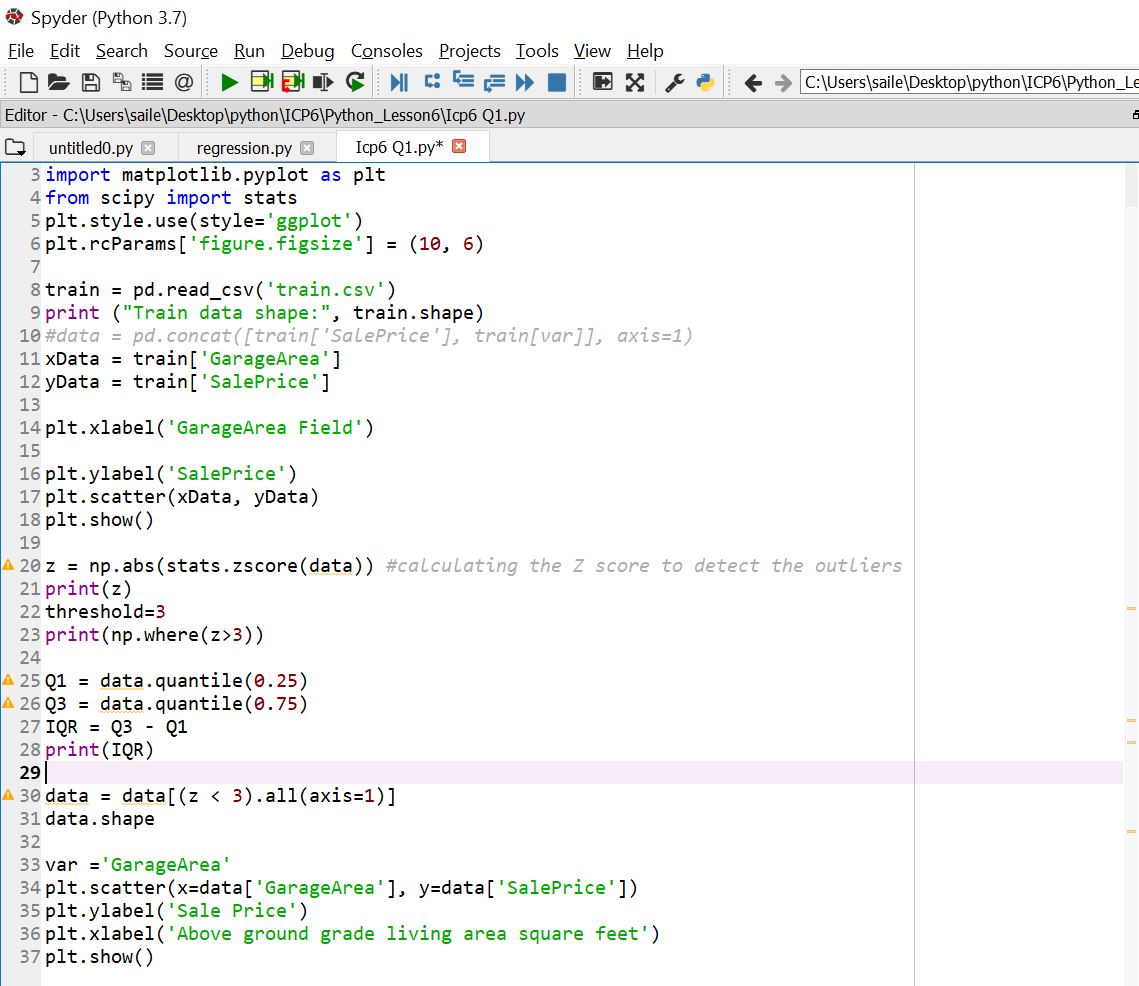 Spyder (Python 3.7)
File Edit Search Source Run Debug Consoles Projects Tools View Help
C:\Users\saile\Desktop\python\ICP6\Python_Le
Editor - C:\Users\saile\Desktop\python\ICP6\Python_Lesson6\Icp6 Q1.py
untitled0.py regression.py Icp6 Q1.py*
3 import matplotlib.pyplot as plt
4 from scipy import stats
5 plt.style.use(style='ggplot')
6 plt.rcParams['figure.figsize'] = (10, 6)
7
8 train = pd.read_csv('train.csv')
9 print ("Train data shape:", train.shape)
10 #data = pd.concat([train['SalePrice'], train[var]], axis=1)
11 xData = train['GarageArea']
12 yData = train['SalePrice']
13
14 plt.xlabel('GarageArea Field')
15
16 plt.ylabel('SalePrice')
17 plt.scatter(xData, yData)
18 plt.show()
19
20 z = np.abs(stats.zscore(data)) #calculating the Z score to detect the outliers
21 print(z)
22 threshold=3
23 print(np.where(z>3))
24
25 Q1 = data.quantile(0.25)
26 Q3 = data.quantile(0.75)
27 IQR = Q3 - Q1
28 print(IQR)
29
30 data = data[(z < 3).all(axis=1)]
31 data.shape
32
33 var ='GarageArea'
34 plt.scatter(x=data['GarageArea'], y=data['SalePrice'])
35 plt.ylabel('Sale Price')
36 plt.xlabel('Above ground grade living area square feet')
37 plt.show()